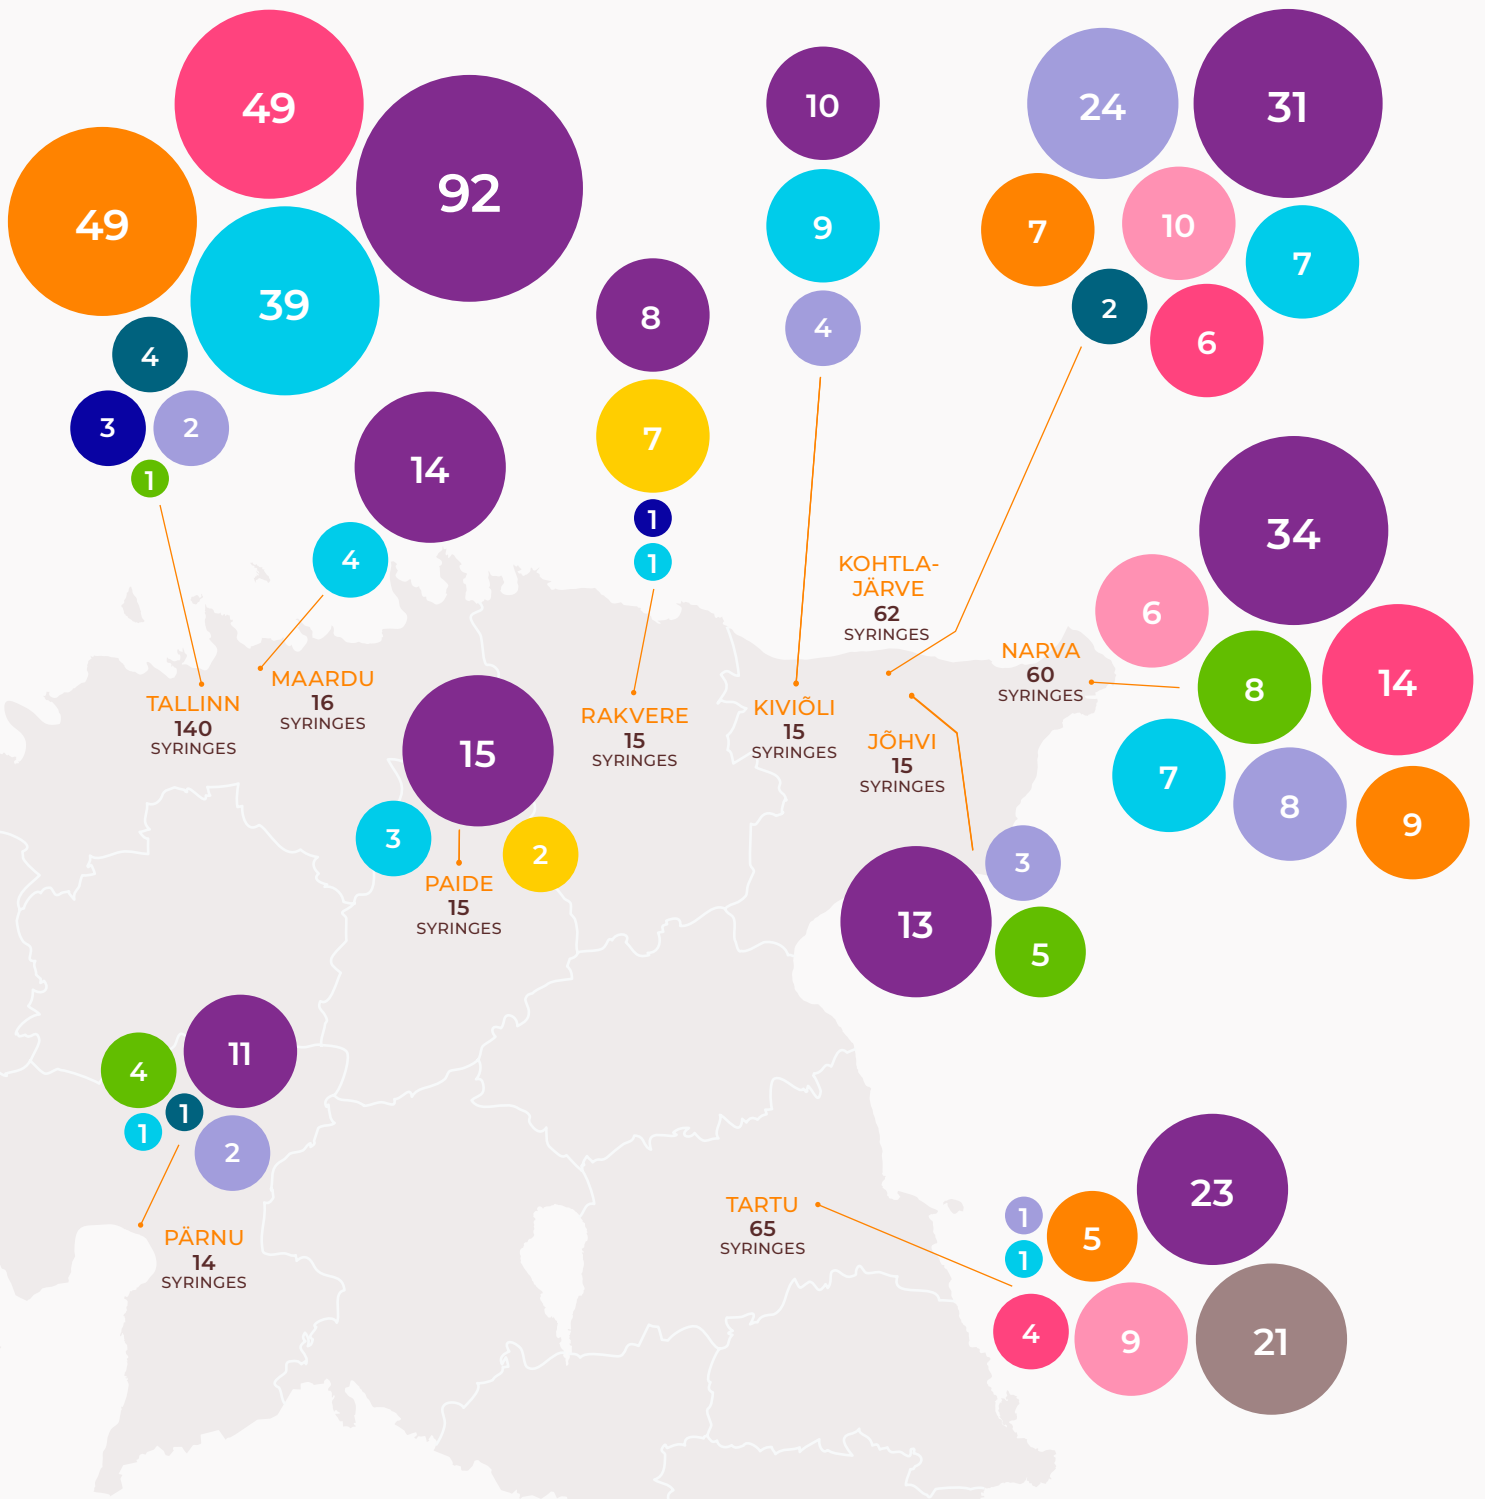 49
92
49
39
4
3
2
1
14
4
8
7
1
1
10
9
4
24
31
7
10
7
2
6
34
6
8
14
7
8
9
TALLINN
140
SYRINGES
MAARDU
16
SYRINGES
RAKVERE
15
SYRINGES
KIVIÕLI
15
SYRINGES
KOHTLA-
JÄRVE
62
SYRINGES
NARVA
60
SYRINGES
JÕHVI
15
SYRINGES
15
3
2
PAIDE
15
SYRINGES
13
3
5
4
11
1
1
2
PÄRNU
14
SYRINGES
TARTU
65
SYRINGES
1
5
23
1
4
9
21